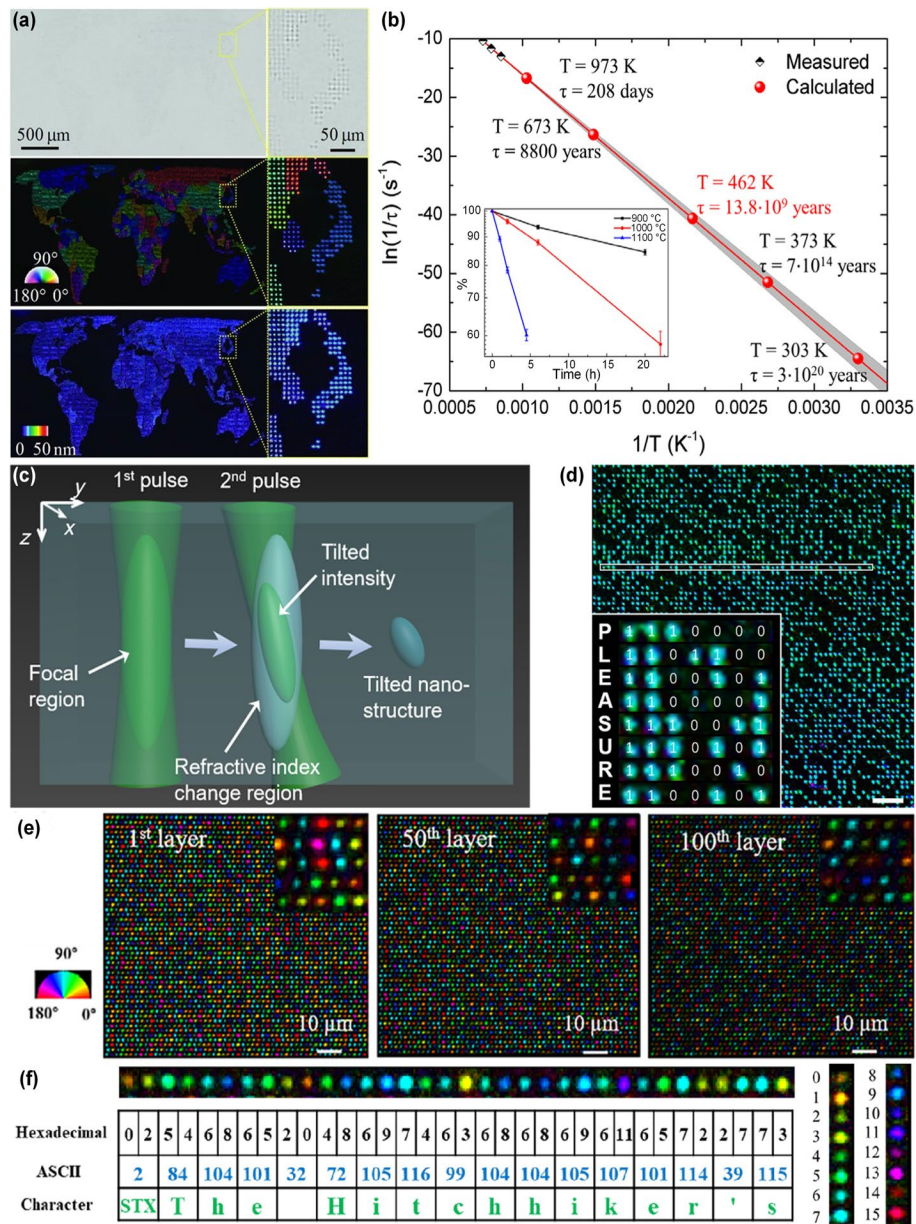 (a)
500 μm
50 μm
90°
180° 0°
0 50 nm
(b)
ln(1/τ) (s⁻¹)
-10
-20
-30
-40
-50
-60
-70
Measured
Calculated
T = 973 K
τ = 208 days
T = 673 K
τ = 8800 years
T = 462 K
τ = 13.8·10⁹ years
T = 373 K
τ = 7·10¹⁴ years
T = 303 K
τ = 3·10²⁰ years
%
100
90
80
70
60
900 °C
1000 °C
1100 °C
0 5 10 15 20
Time (h)
0.0005 0.0010 0.0015 0.0020 0.0025 0.0030 0.0035
1/T (K⁻¹)
(c)
1st pulse
2nd pulse
y
x
z
Tilted
intensity
Focal
region
Tilted nano-
structure
Refractive index
change region
(d)
P 1 1 1 0 0 0 0
L 1 1 0 1 1 0 0
E 1 1 0 0 1 0 1
A 1 1 0 0 0 0 1
S 1 1 1 0 0 1 1
U 1 1 1 0 1 0 1
R 1 1 1 0 0 1 0
E 1 1 0 0 1 0 1
(e)
1st layer
50th layer
100th layer
90°
180° 0°
10 μm
10 μm
10 μm
(f)
Hexadecimal 0 2 5 4 6 8 6 5 2 0 4 8 6 9 7 4 6 3 6 8 6 8 6 9 6 11 6 5 7 2 2 7 7 3
ASCII 2 84 104 101 32 72 105 116 99 104 104 105 107 101 114 39 115
Character STX T h e H i t c h h i k e r ' s
0 8
1 9
2 10
3 11
4 12
5 13
6 14
7 15